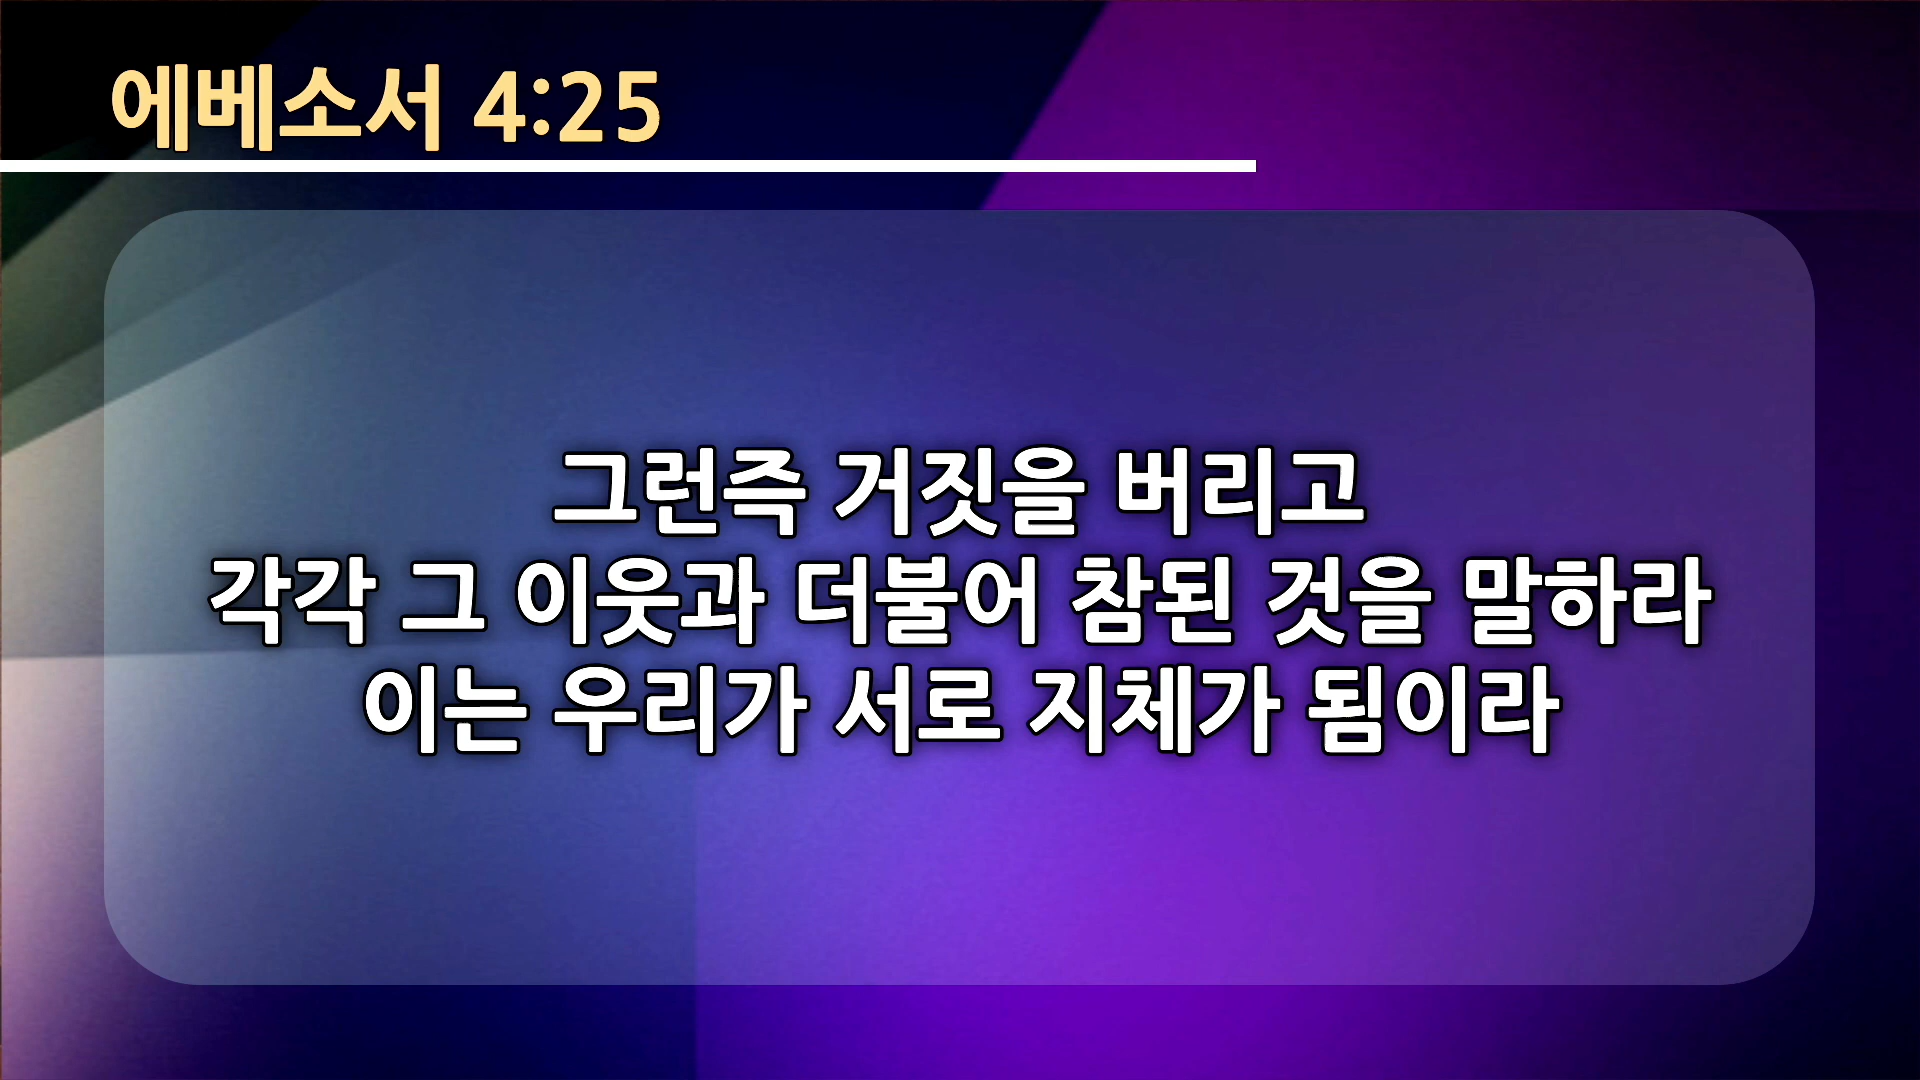 에베소서 4:25
그런즉 거짓을 버리고
각각 그 이웃과 더불어 참된 것을 말하라
이는 우리가 서로 지체가 됨이라